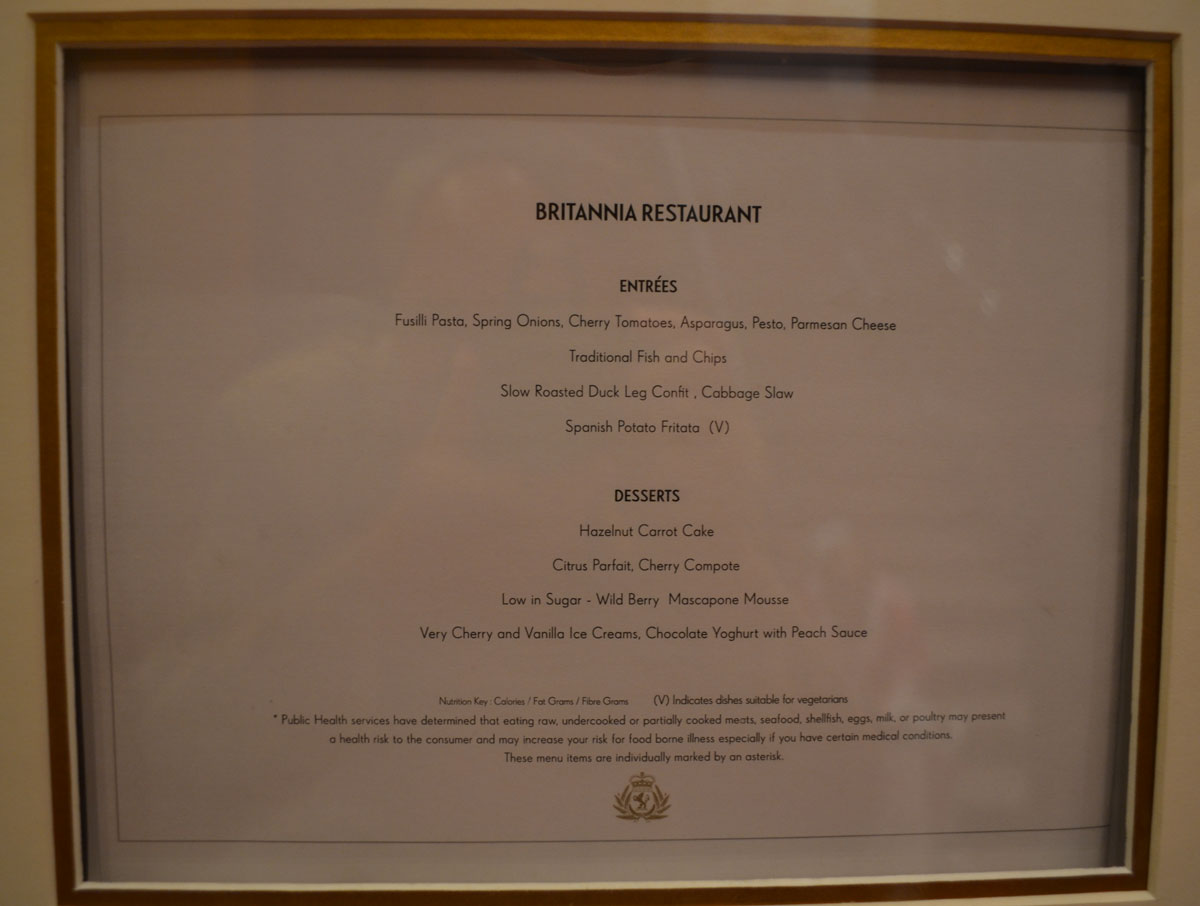 BRITANNIA RESTAURANT
ENTRÉES
Fusilli Pasta, Spring Onions, Cherry Tomatoes, Asparagus, Pesto, Parmesan Cheese
Traditional Fish and Chips
Slow Roasted Duck Leg Confit , Cabbage Slaw
Spanish Potato Fritata (V)
DESSERTS
Hazelnut Carrot Cake
Citrus Parfait, Cherry Compote
Low in Sugar - Wild Berry Mascapone Mousse
Very Cherry and Vanilla Ice Creams, Chocolate Yoghurt with Peach Sauce
Nutrition Key : Calories / Fat Grams / Fibre Grams (V) Indicates dishes suitable for vegetarians
* Public Health services have determined that eating raw, undercooked or partially cooked meats, seafood, shellfish, eggs, milk, or poultry may present
a health risk to the consumer and may increase your risk for food borne illness especially if you have certain medical conditions.
These menu items are individually marked by an asterisk.